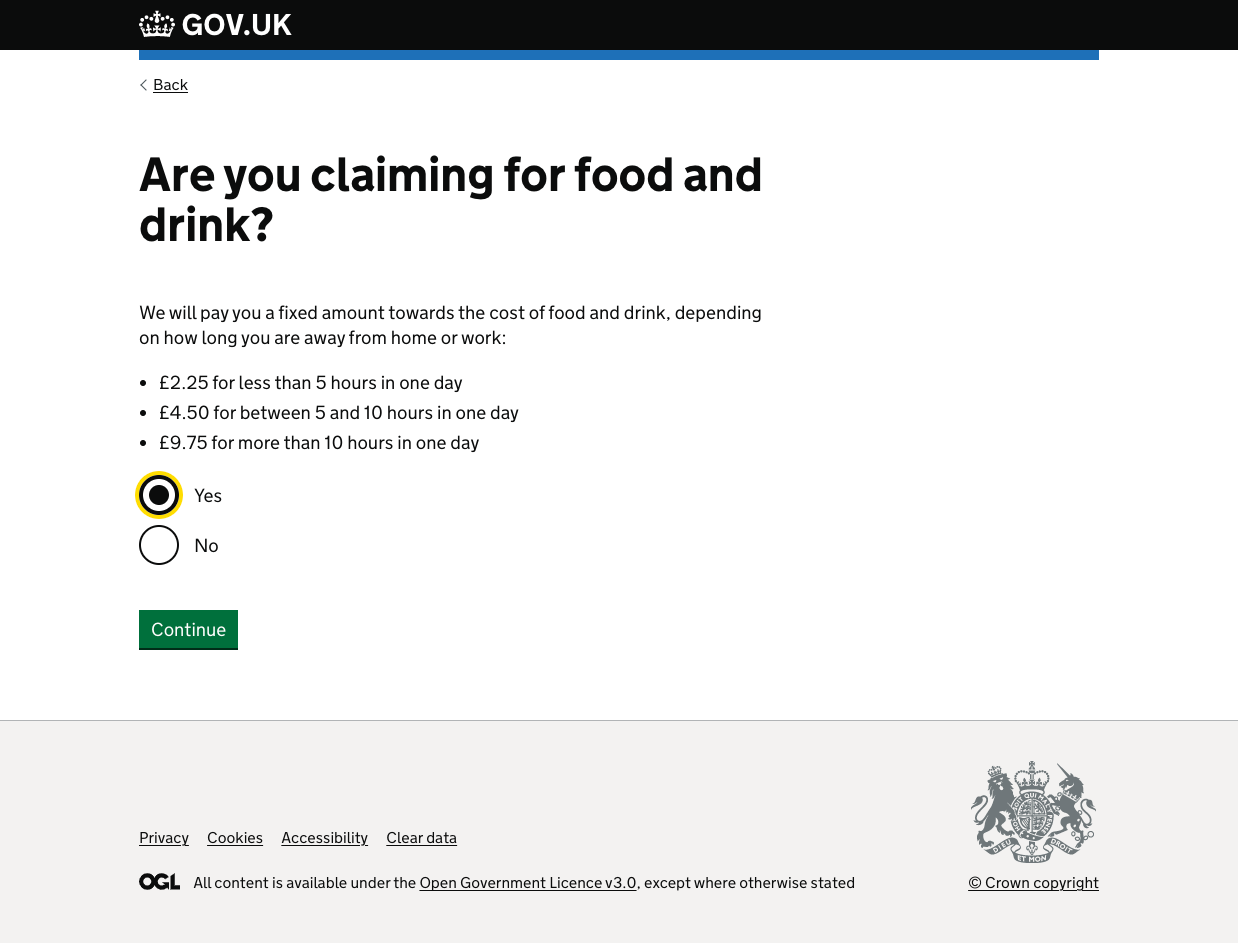 GOV.UK
Back
Are you claiming for food and
drink?
We will pay you a fixed amount towards the cost of food and drink, depending
on how long you are away from home or work:
• £2.25 for less than 5 hours in one day
• £4.50 for between 5 and 10 hours in one day
• £9.75 for more than 10 hours in one day
Yes
No
Continue
Privacy Cookies Accessibility Clear data
DIEU ET MON DROIT
OGL All content is available under the Open Government Licence v3.0, except where otherwise stated
© Crown copyright